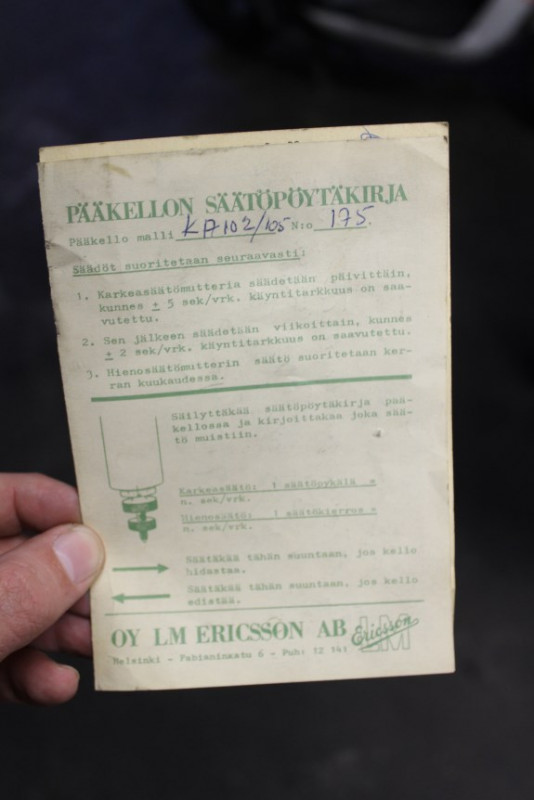 PÄÄKELLON SÄÄTÖPÖYTÄKIRJA
Pääkello malli KA102/105 N:o 175.
Säädöt suoritetaan seuraavasti:
1. Karkeasäätömutteria säädetään päivittäin,
kunnes ± 5 sek/vrk. käyntitarkkuus on saa-
vutettu.
2. Sen jälkeen säädetään viikoittain, kunnes
± 2 sek/vrk. käyntitarkkuus on saavutettu.
3. Hienosäätömutterin säätö suoritetaan ker-
ran kuukaudessa.
Säilyttäkää säätöpöytäkirja pää-
kellossa ja kirjoittakaa joka sää-
tö muistiin.
Karkeasäätö: 1 säätöpykälä =
n. sek/vrk.
Hienosäätö: 1 säätökierros =
n. sek/vrk.
Säätäkää tähän suuntaan, jos kello
hidastaa.
Säätäkää tähän suuntaan, jos kello
edistää.
OY LM ERICSSON AB
LM Ericsson
Helsinki - Fabianinkatu 6 - Puh: 12 141